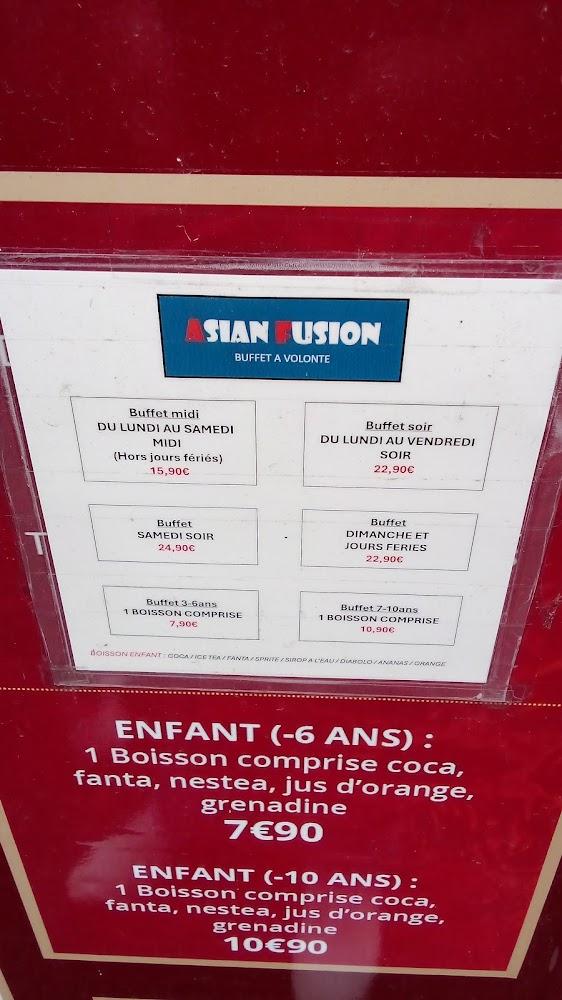 ASIAN FUSION
BUFFET A VOLONTE
Buffet midi
DU LUNDI AU SAMEDI
MIDI
(Hors jours fériés)
15,90€
Buffet soir
DU LUNDI AU VENDREDI
SOIR
22,90€
Buffet
SAMEDI SOIR
24,90€
Buffet
DIMANCHE ET
JOURS FERIES
22,90€
Buffet 3-6ans
1 BOISSON COMPRISE
7,90€
Buffet 7-10ans
1 BOISSON COMPRISE
10,90€
BOISSON ENFANT : COCA / ICE TEA / FANTA / SPRITE / SIROP A L'EAU / DIABOLO / ANANAS / ORANGE
T
ENFANT (-6 ANS) :
1 Boisson comprise coca,
fanta, nestea, jus d'orange,
grenadine
7€90
ENFANT (-10 ANS) :
1 Boisson comprise coca,
fanta, nestea, jus d'orange,
grenadine
10€90